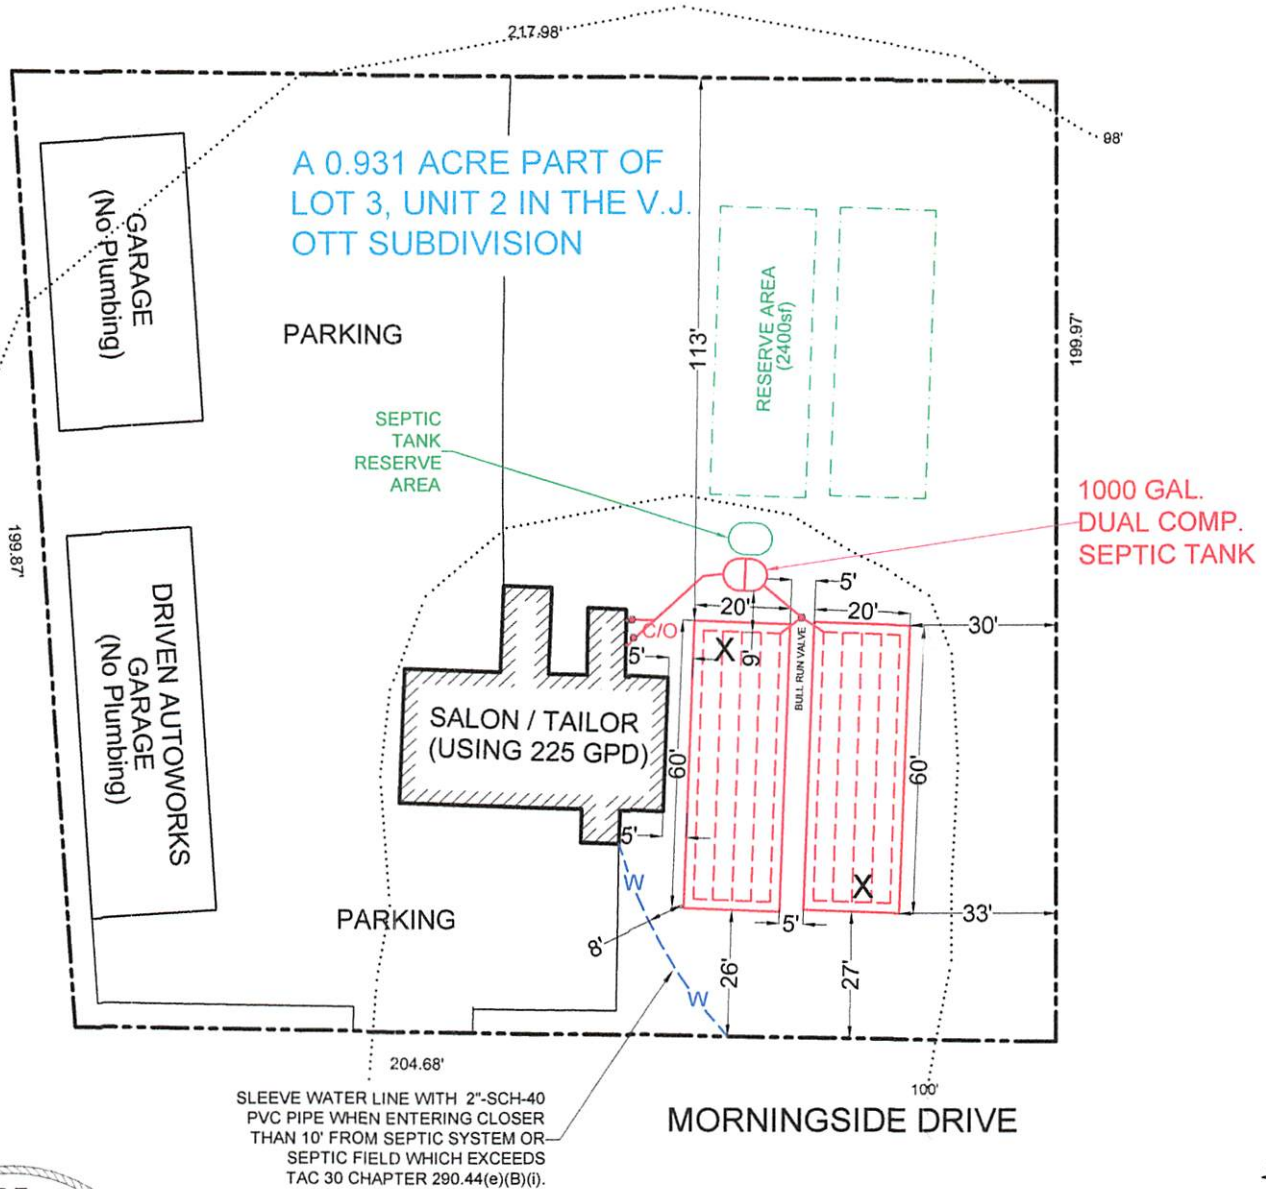 217.98'
98'
A 0.931 ACRE PART OF
LOT 3, UNIT 2 IN THE V.J.
OTT SUBDIVISION
GARAGE
(No Plumbing)
PARKING
113'
RESERVE AREA
(2400sf)
199.97'
SEPTIC
TANK
RESERVE
AREA
1000 GAL.
DUAL COMP.
SEPTIC TANK
199.87'
DRIVEN AUTOWORKS
GARAGE
(No Plumbing)
5'
20'
20'
30'
C/O
5'
X
9'
BULL RUN VALVE
SALON / TAILOR
(USING 225 GPD)
60'
60'
5'
W
X
PARKING
8'
5'
33'
26'
27'
W
204.68'
100'
SLEEVE WATER LINE WITH 2"-SCH-40
PVC PIPE WHEN ENTERING CLOSER
THAN 10' FROM SEPTIC SYSTEM OR
SEPTIC FIELD WHICH EXCEEDS
TAC 30 CHAPTER 290.44(e)(B)(i).
MORNINGSIDE DRIVE